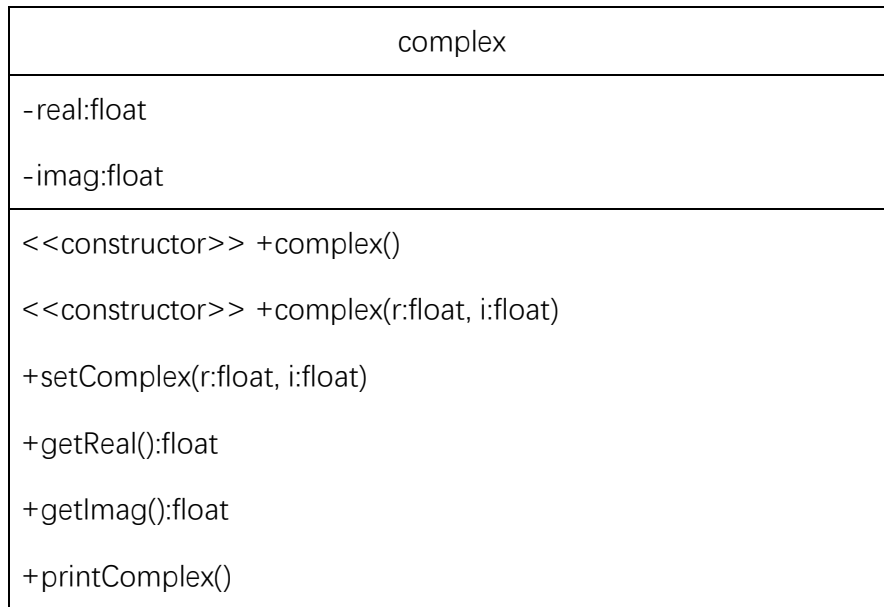 complex
-real:float
-imag:float
<<constructor>> +complex()
<<constructor>> +complex(r:float, i:float)
+setComplex(r:float, i:float)
+getReal():float
+getImag():float
+printComplex()